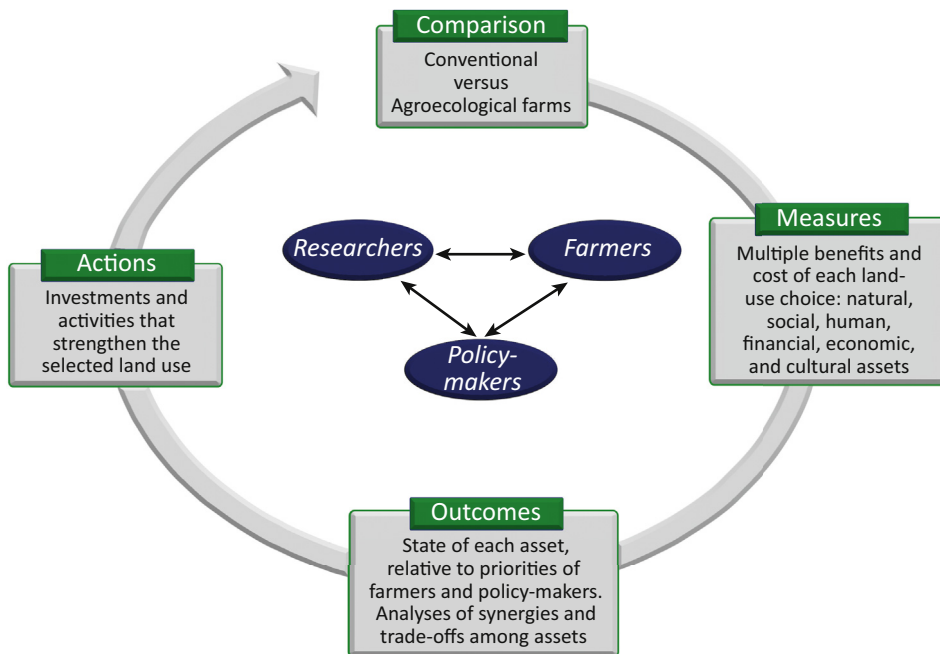 Comparison
Conventional
versus
Agroecological farms
Measures
Multiple benefits and
cost of each land-
use choice: natural,
social, human,
financial, economic,
and cultural assets
Outcomes
State of each asset,
relative to priorities of
farmers and policy-makers.
Analyses of synergies and
trade-offs among assets
Actions
Investments and
activities that
strengthen the
selected land use
Researchers
Farmers
Policy-
makers